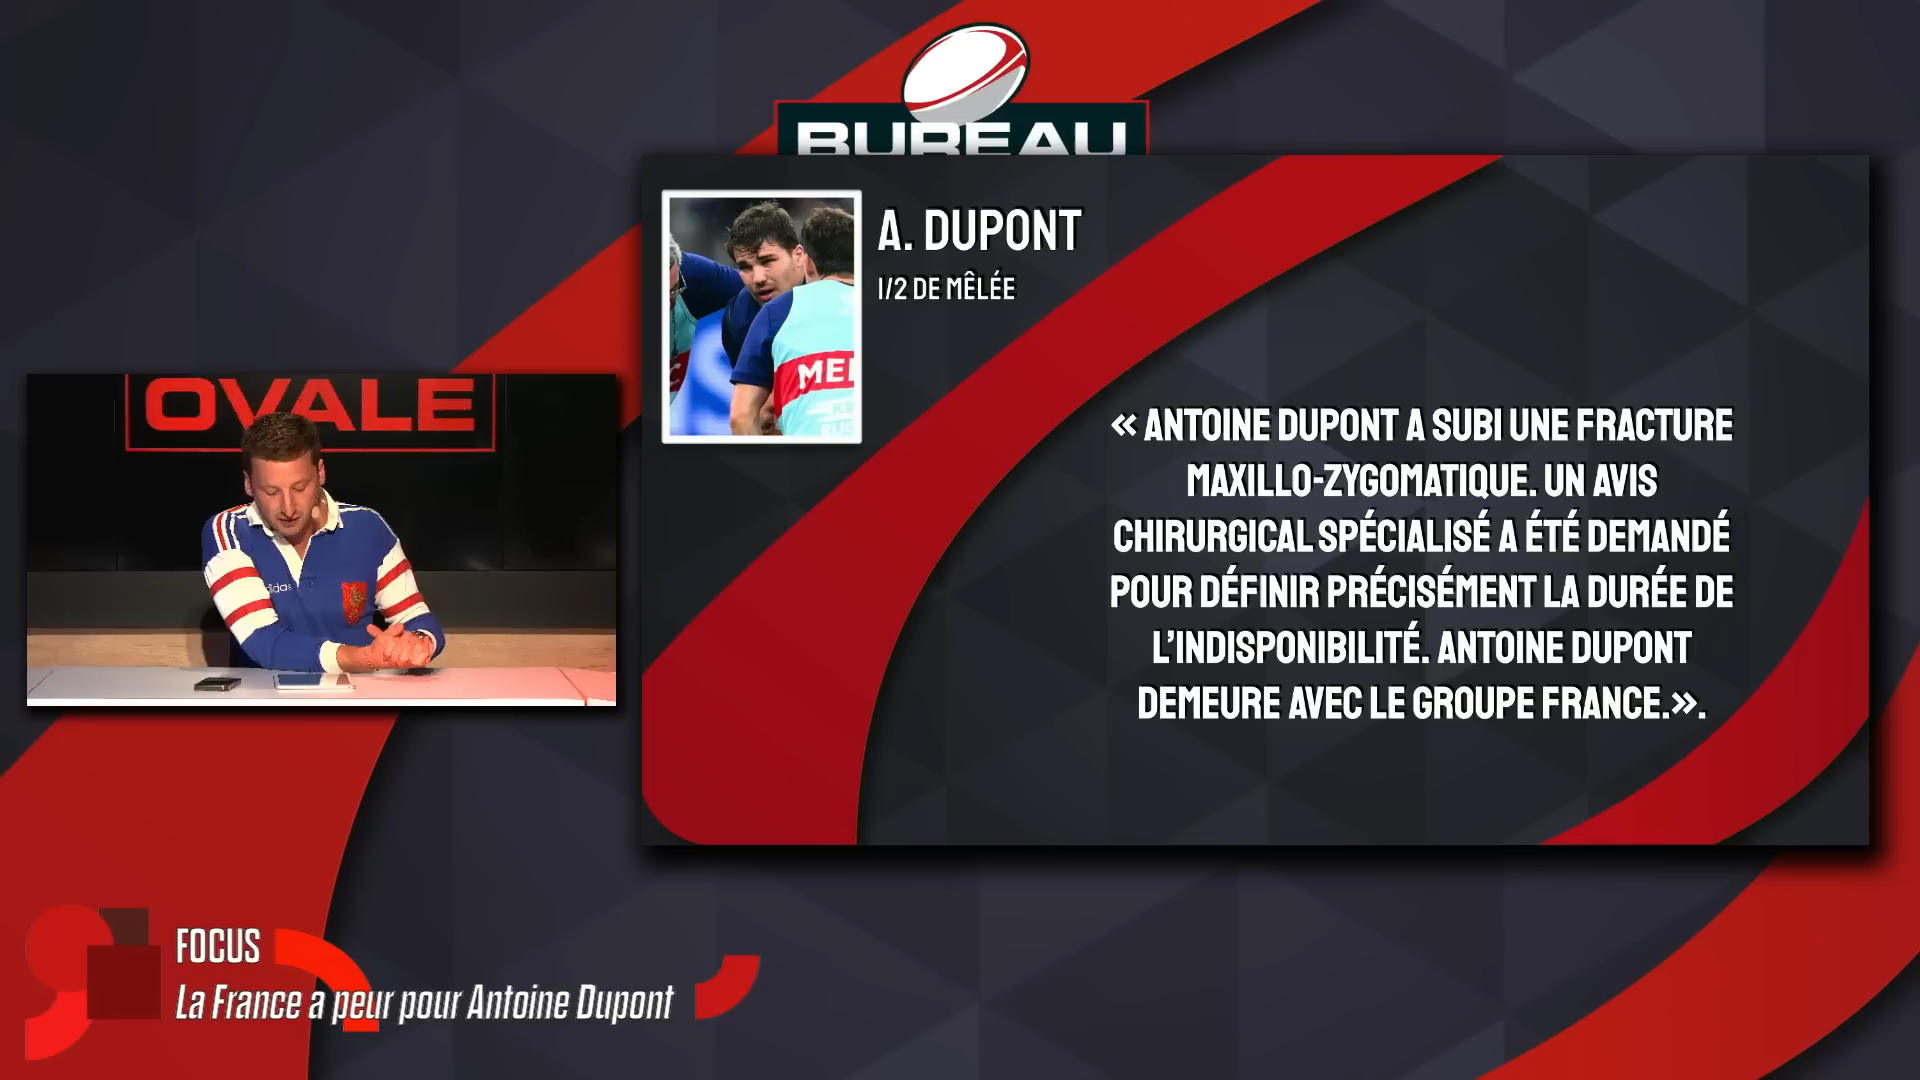 BUREAU
A. DUPONT
1/2 DE MÊLÉE
MEI
OVALE
adidas
« ANTOINE DUPONT A SUBI UNE FRACTURE
MAXILLO-ZYGOMATIQUE. UN AVIS
CHIRURGICAL SPÉCIALISÉ A ÉTÉ DEMANDÉ
POUR DÉFINIR PRÉCISÉMENT LA DURÉE DE
L'INDISPONIBILITÉ. ANTOINE DUPONT
DEMEURE AVEC LE GROUPE FRANCE.».
FOCUS
La France a peur pour Antoine Dupont